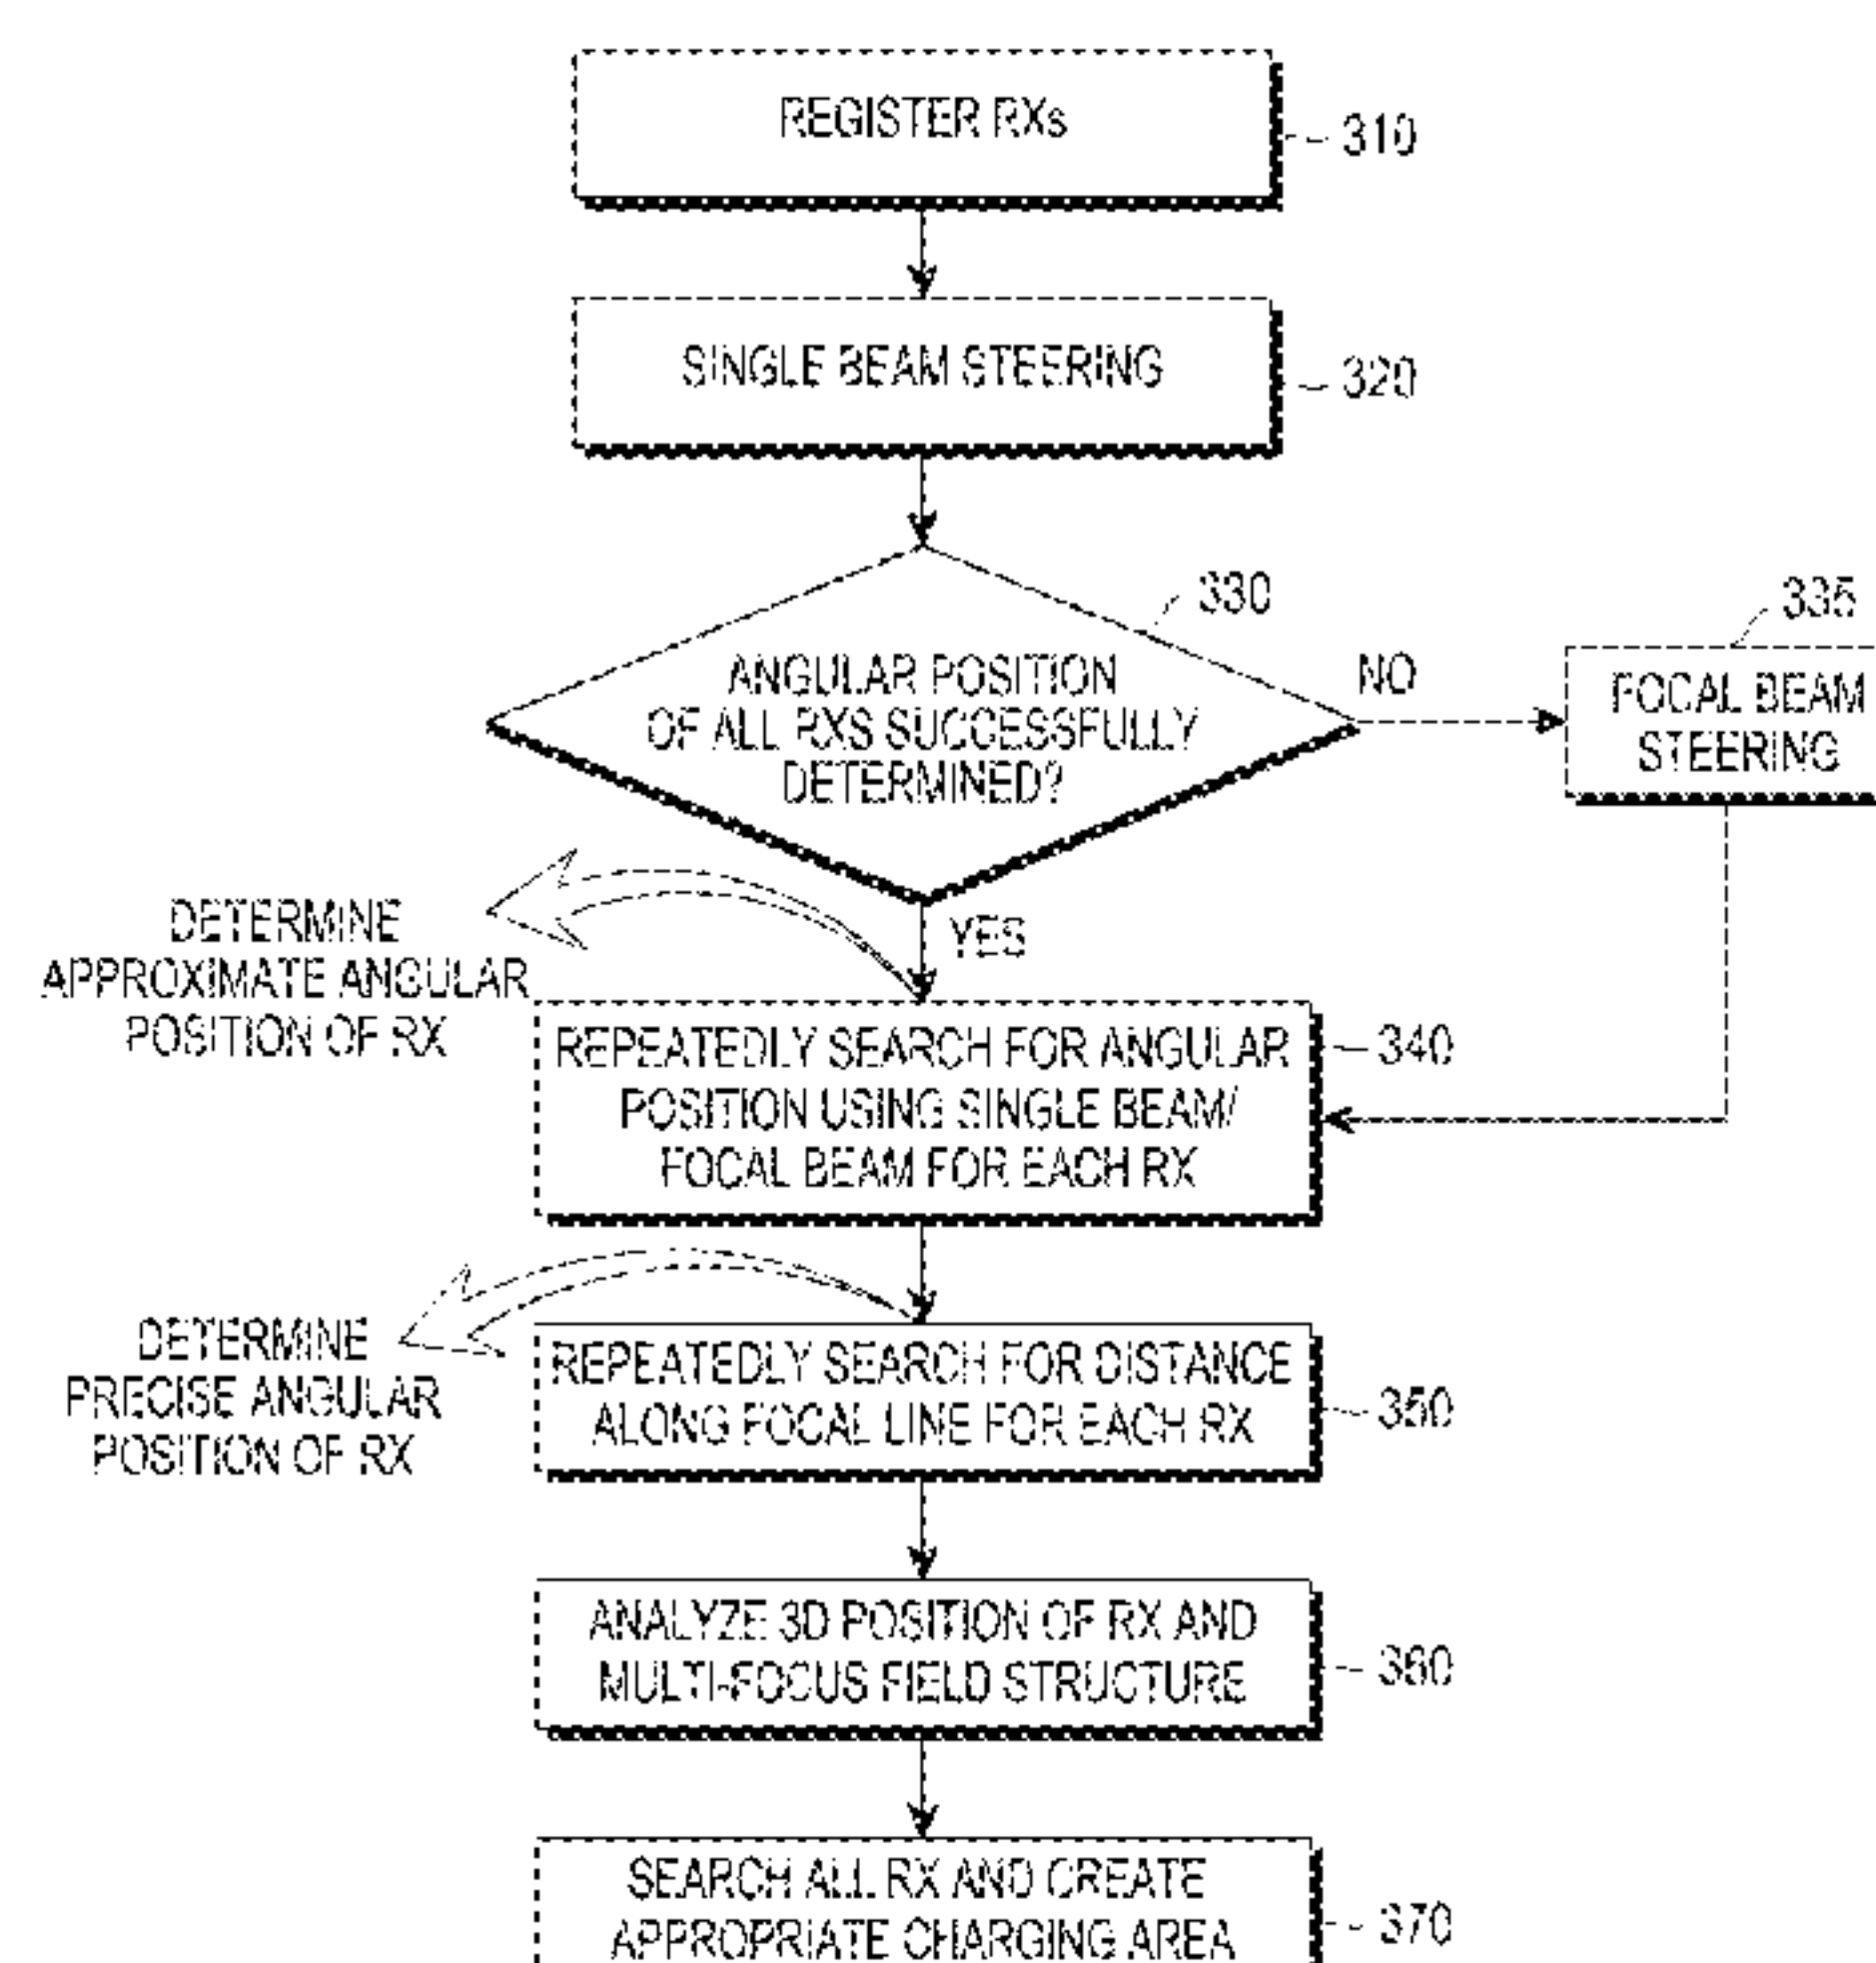 REGISTER RXs
310
SINGLE BEAM STEERING
320
330
ANGULAR POSITION
OF ALL RXS SUCCESSFULLY
DETERMINED?
NO
335
FOCAL BEAM
STEERING
YES
DETERMINE
APPROXIMATE ANGULAR
POSITION OF RX
REPEATEDLY SEARCH FOR ANGULAR
POSITION USING SINGLE BEAM/
FOCAL BEAM FOR EACH RX
340
DETERMINE
PRECISE ANGULAR
POSITION OF RX
REPEATEDLY SEARCH FOR DISTANCE
ALONG FOCAL LINE FOR EACH RX
350
ANALYZE 3D POSITION OF RX AND
MULTI-FOCUS FIELD STRUCTURE
360
SEARCH ALL RX AND CREATE
APPROPRIATE CHARGING AREA
370